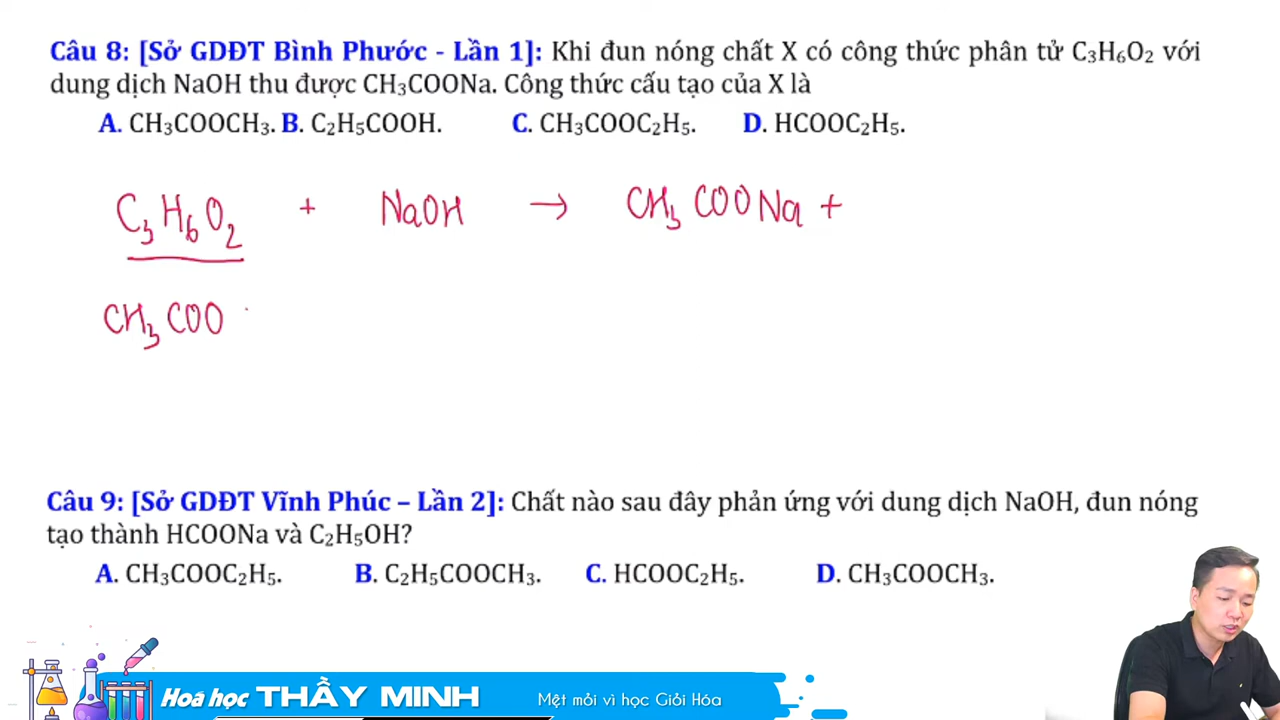 Câu 8: [Sở GDĐT Bình Phước - Lần 1]: Khi đun nóng chất X có công thức phân tử C₃H₆O₂ với
dung dịch NaOH thu được CH₃COONa. Công thức cấu tạo của X là
A. CH₃COOCH₃. B. C₂H₅COOH. C. CH₃COOC₂H₅. D. HCOOC₂H₅.
C₃H₆O₂ + NaOH → CH₃COONa +
CH₃COO
Câu 9: [Sở GDĐT Vĩnh Phúc – Lần 2]: Chất nào sau đây phản ứng với dung dịch NaOH, đun nóng
tạo thành HCOONa và C₂H₅OH?
A. CH₃COOC₂H₅. B. C₂H₅COOCH₃. C. HCOOC₂H₅. D. CH₃COOCH₃.
Hoá học THẦY MINH Mệt mỏi vì học Giỏi Hóa